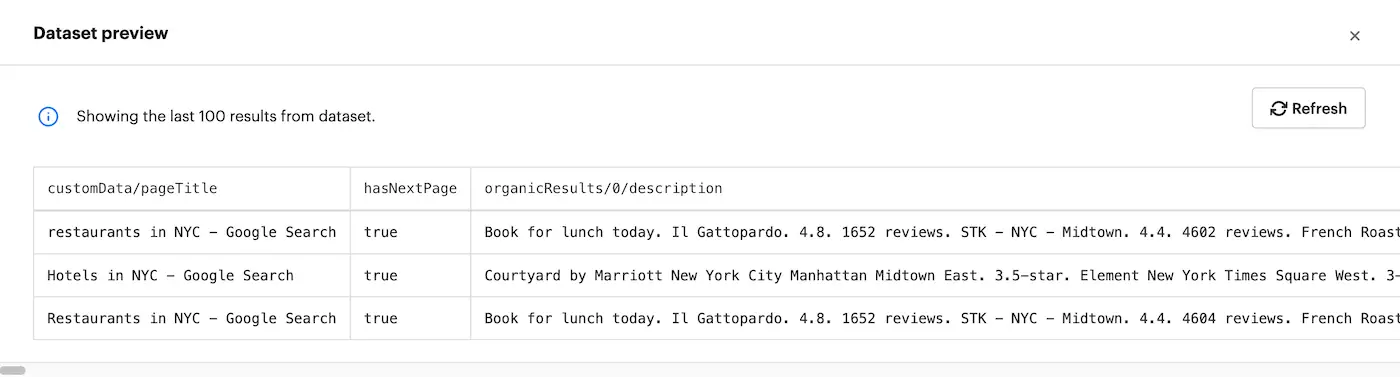 Dataset preview
Showing the last 100 results from dataset.
Refresh
customData/pageTitle hasNextPage organicResults/0/description
restaurants in NYC - Google Search true Book for lunch today. Il Gattopardo. 4.8. 1652 reviews. STK - NYC - Midtown. 4.4. 4602 reviews. French Roast
Hotels in NYC - Google Search true Courtyard by Marriott New York City Manhattan Midtown East. 3.5-star. Element New York Times Square West. 3-
Restaurants in NYC - Google Search true Book for lunch today. Il Gattopardo. 4.8. 1652 reviews. STK - NYC - Midtown. 4.4. 4604 reviews. French Roast